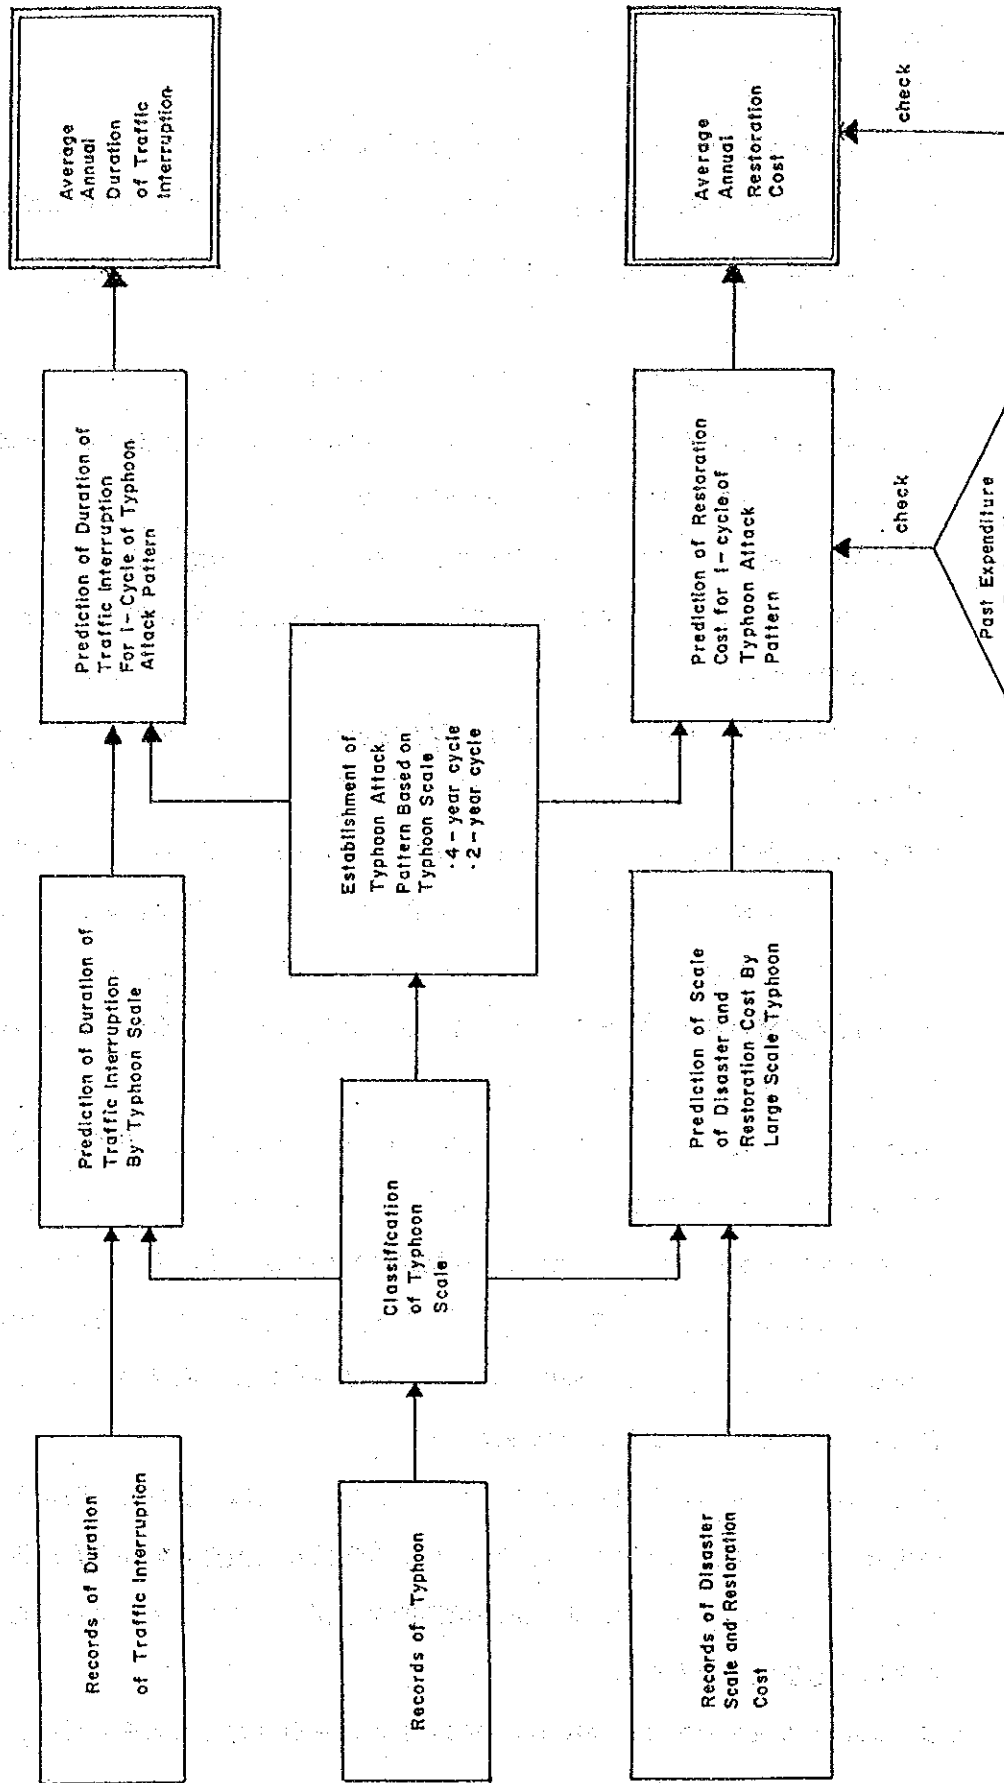 Records of Duration
of Traffic Interruption
Prediction of Duration of
Traffic Interruption
By Typhoon Scale
Prediction of Duration of
Traffic Interruption
For 1-Cycle of Typhoon
Attack Pattern
Average
Annual
Duration
of Traffic
Interruption
Records of Typhoon
Classification
of Typhoon
Scale
Establishment of
Typhoon Attack
Pattern Based on
Typhoon Scale
·4-year cycle
·2-year cycle
Records of Disaster
Scale and Restoration
Cost
Prediction of Scale
of Disaster and
Restoration Cost By
Large Scale Typhoon
Prediction of Restoration
Cost for 1-cycle of
Typhoon Attack
Pattern
Average
Annual
Restoration
Cost
check
check
Past Expenditure